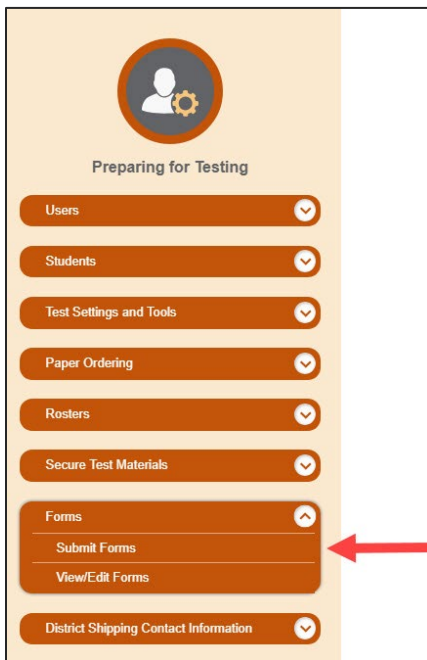 Preparing for Testing
Users
Students
Test Settings and Tools
Paper Ordering
Rosters
Secure Test Materials
Forms
Submit Forms
View/Edit Forms
District Shipping Contact Information